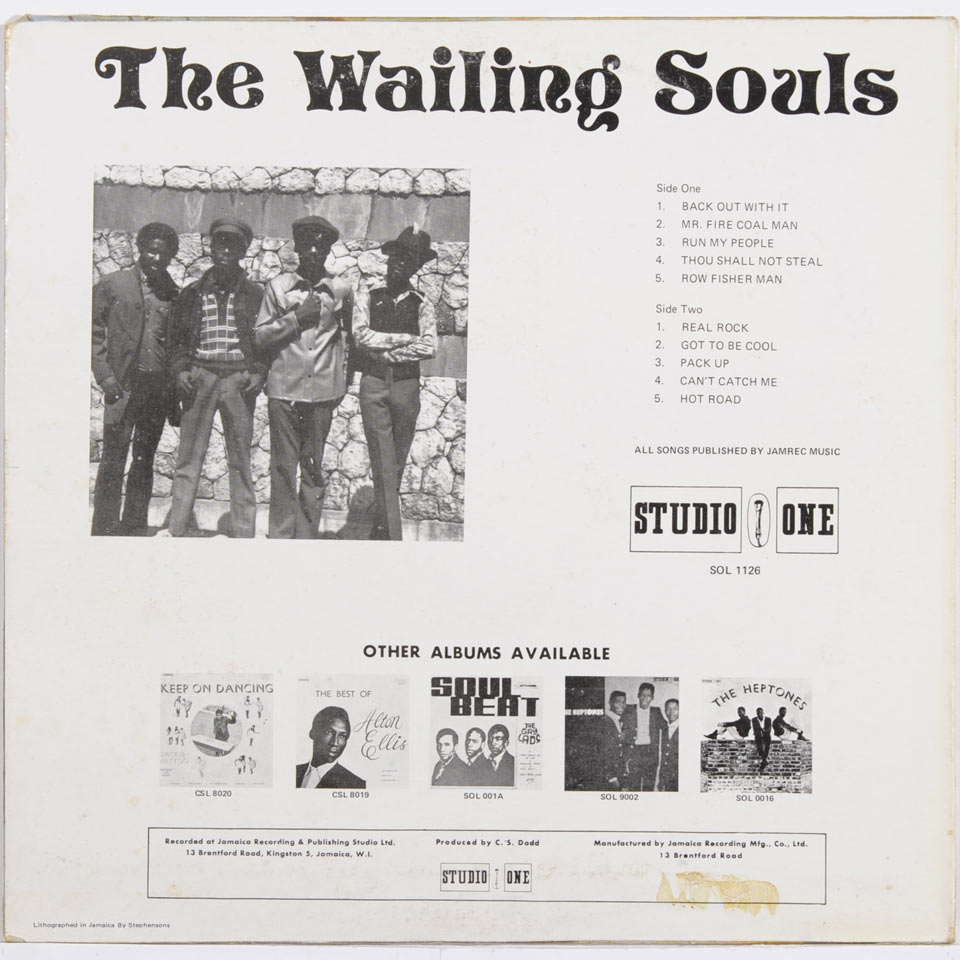 The Wailing Souls
Side One
1. BACK OUT WITH IT
2. MR. FIRE COAL MAN
3. RUN MY PEOPLE
4. THOU SHALL NOT STEAL
5. ROW FISHER MAN
Side Two
1. REAL ROCK
2. GOT TO BE COOL
3. PACK UP
4. CAN'T CATCH ME
5. HOT ROAD
ALL SONGS PUBLISHED BY JAMREC MUSIC
STUDIO ONE
SOL 1126
OTHER ALBUMS AVAILABLE
KEEP ON DANCING
CSL 8020
THE BEST OF
Alton
Ellis
CSL 8019
SOUL
BEAT
THE
GAY
LADS
SOL 001A
THE HEPTONES
SOL 9002
THE HEPTONES
SOL 0016
Recorded at Jamaica Recording & Publishing Studio Ltd.
13 Brentford Road, Kingston 5, Jamaica, W.I.
Produced by C. S. Dodd
STUDIO ONE
Manufactured by Jamaica Recording Mfg., Co., Ltd.
13 Brentford Road
Lithographed in Jamaica By Stephensons